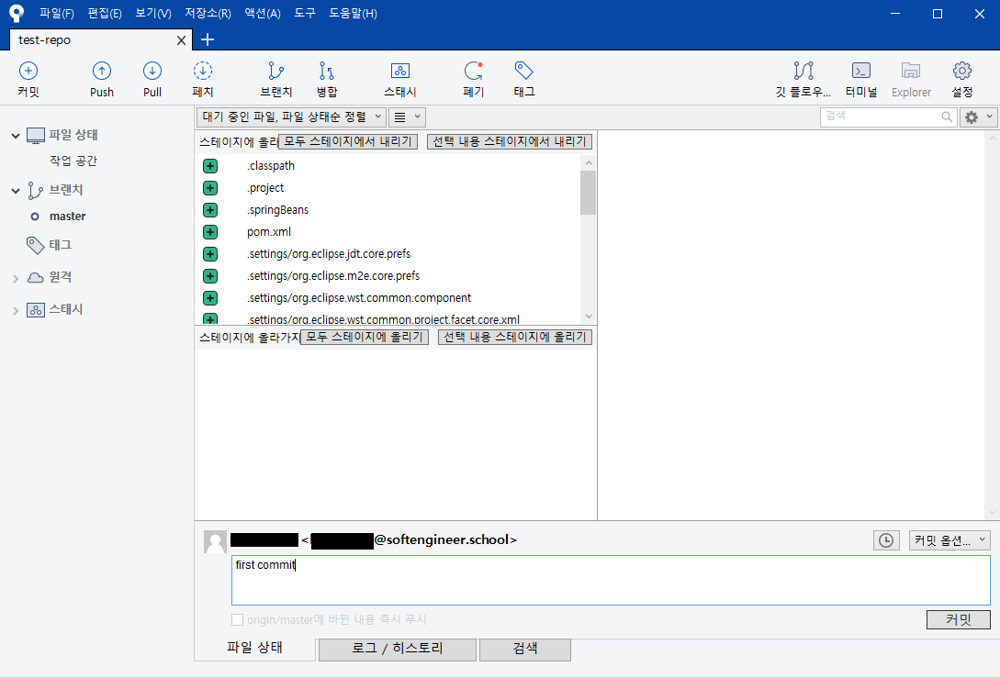 파일(F) 편집(E) 보기(V) 저장소(R) 액션(A) 도구 도움말(H)
test-repo
커밋 Push Pull 페치 브랜치 병합 스태시 폐기 태그 깃 플로우... 터미널 Explorer 설정
대기 중인 파일, 파일 상태순 정렬 검색
파일 상태
작업 공간
브랜치
master
태그
원격
스태시
스테이지에 올라 모두 스테이지에서 내리기 선택 내용 스테이지에서 내리기
.classpath
.project
.springBeans
pom.xml
.settings/org.eclipse.jdt.core.prefs
.settings/org.eclipse.m2e.core.prefs
.settings/org.eclipse.wst.common.component
.settings/org.eclipse.wst.common.project.facet.core.xml
스테이지에 올라가지 모두 스테이지에 올리기 선택 내용 스테이지에 올리기
< @softengineer.school> 커밋 옵션...
first commit
origin/master에 바뀐 내용 즉시 푸시 커밋
파일 상태 로그 / 히스토리 검색